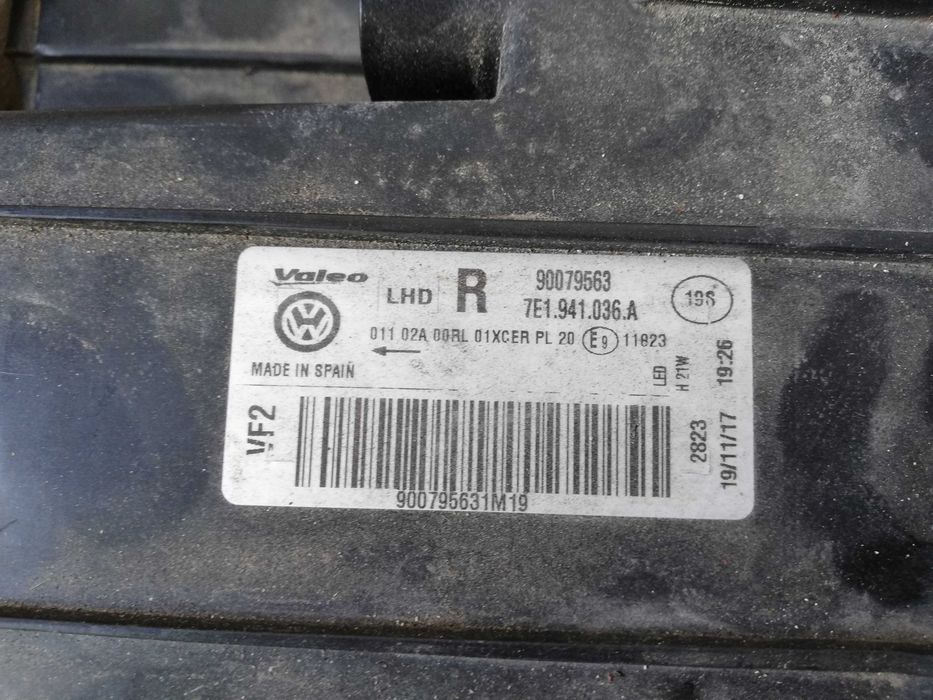 Valeo
LHD
R
90079563
7E1.941.036.A
19S
011 02A 00RL 01XCER PL 20 E9 11823
MADE IN SPAIN
LED
H 21W
VF2
900795631M19
2823
19/11/17 19:26